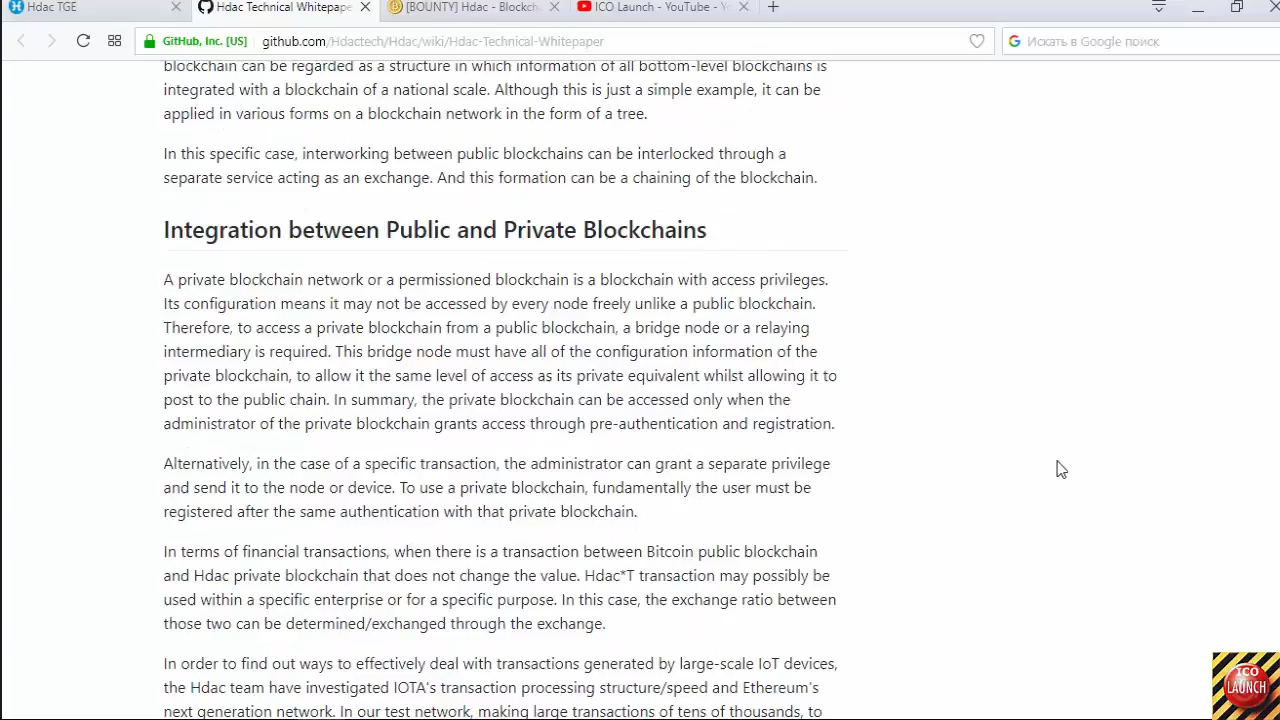 Hdac TGE
Hdac Technical Whitepape
[BOUNTY] Hdac - Blockch
ICO Launch - YouTube - Y
GitHub, Inc. [US]
github.com/Hdactech/Hdac/wiki/Hdac-Technical-Whitepaper
Искать в Google поиск
blockchain can be regarded as a structure in which information of all bottom-level blockchains is
integrated with a blockchain of a national scale. Although this is just a simple example, it can be
applied in various forms on a blockchain network in the form of a tree.
In this specific case, interworking between public blockchains can be interlocked through a
separate service acting as an exchange. And this formation can be a chaining of the blockchain.
Integration between Public and Private Blockchains
A private blockchain network or a permissioned blockchain is a blockchain with access privileges.
Its configuration means it may not be accessed by every node freely unlike a public blockchain.
Therefore, to access a private blockchain from a public blockchain, a bridge node or a relaying
intermediary is required. This bridge node must have all of the configuration information of the
private blockchain, to allow it the same level of access as its private equivalent whilst allowing it to
post to the public chain. In summary, the private blockchain can be accessed only when the
administrator of the private blockchain grants access through pre-authentication and registration.
Alternatively, in the case of a specific transaction, the administrator can grant a separate privilege
and send it to the node or device. To use a private blockchain, fundamentally the user must be
registered after the same authentication with that private blockchain.
In terms of financial transactions, when there is a transaction between Bitcoin public blockchain
and Hdac private blockchain that does not change the value. Hdac*T transaction may possibly be
used within a specific enterprise or for a specific purpose. In this case, the exchange ratio between
those two can be determined/exchanged through the exchange.
In order to find out ways to effectively deal with transactions generated by large-scale IoT devices,
the Hdac team have investigated IOTA's transaction processing structure/speed and Ethereum's
next generation network. In our test network, making large transactions of tens of thousands, to
ICO
LAUNCH